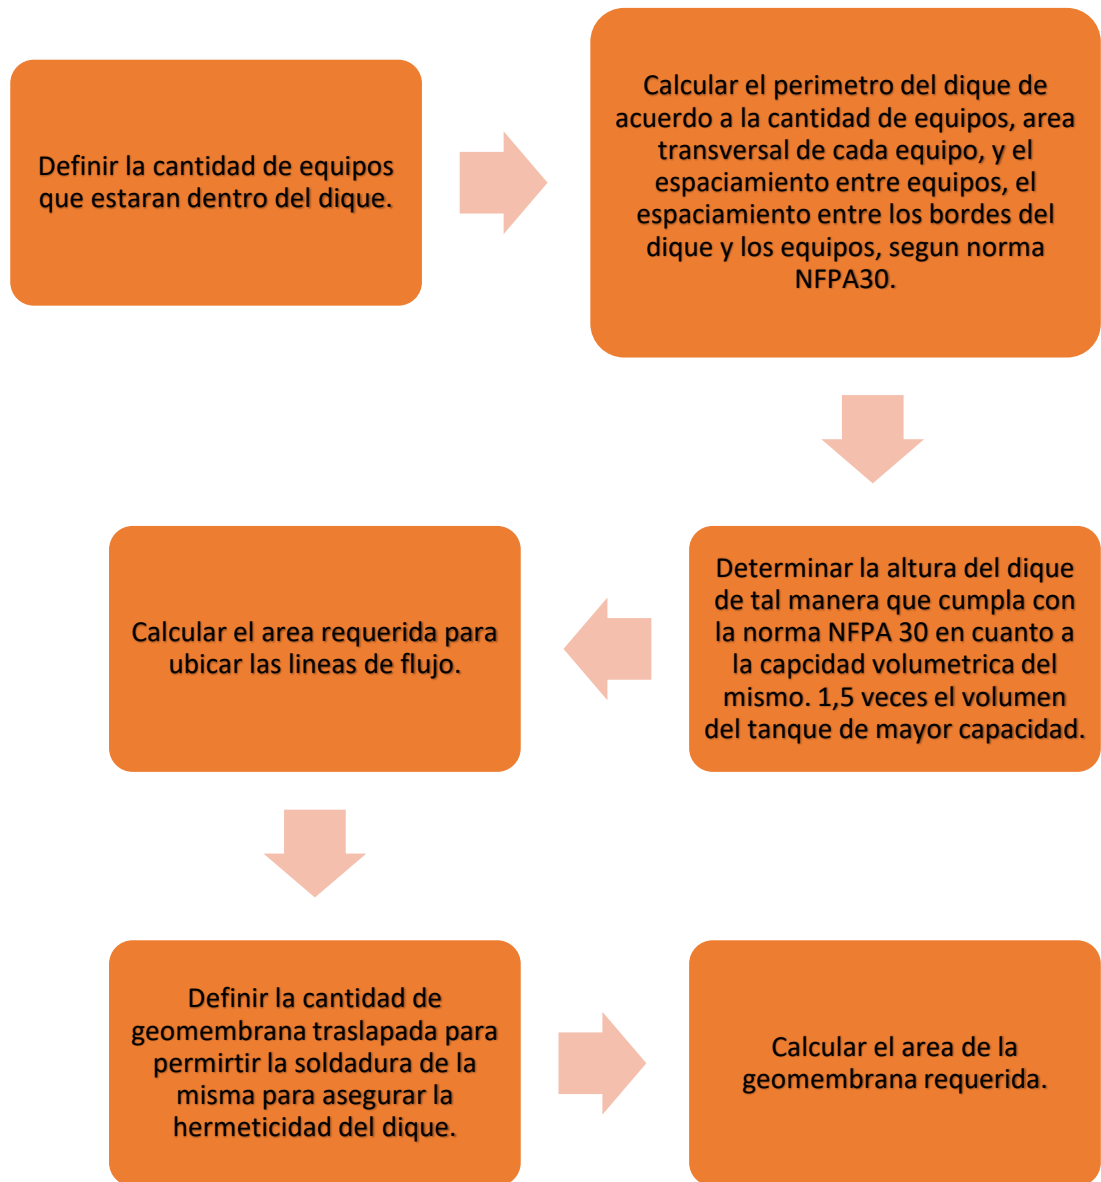 Definir la cantidad de equipos
que estaran dentro del dique.
Calcular el perimetro del dique de
acuerdo a la cantidad de equipos, area
transversal de cada equipo, y el
espaciamiento entre equipos, el
espaciamiento entre los bordes del
dique y los equipos, segun norma
NFPA30.
Determinar la altura del dique
de tal manera que cumpla con
la norma NFPA 30 en cuanto a
la capcidad volumetrica del
mismo. 1,5 veces el volumen
del tanque de mayor capacidad.
Calcular el area requerida para
ubicar las lineas de flujo.
Definir la cantidad de
geomembrana traslapada para
permirtir la soldadura de la
misma para asegurar la
hermeticidad del dique.
Calcular el area de la
geomembrana requerida.